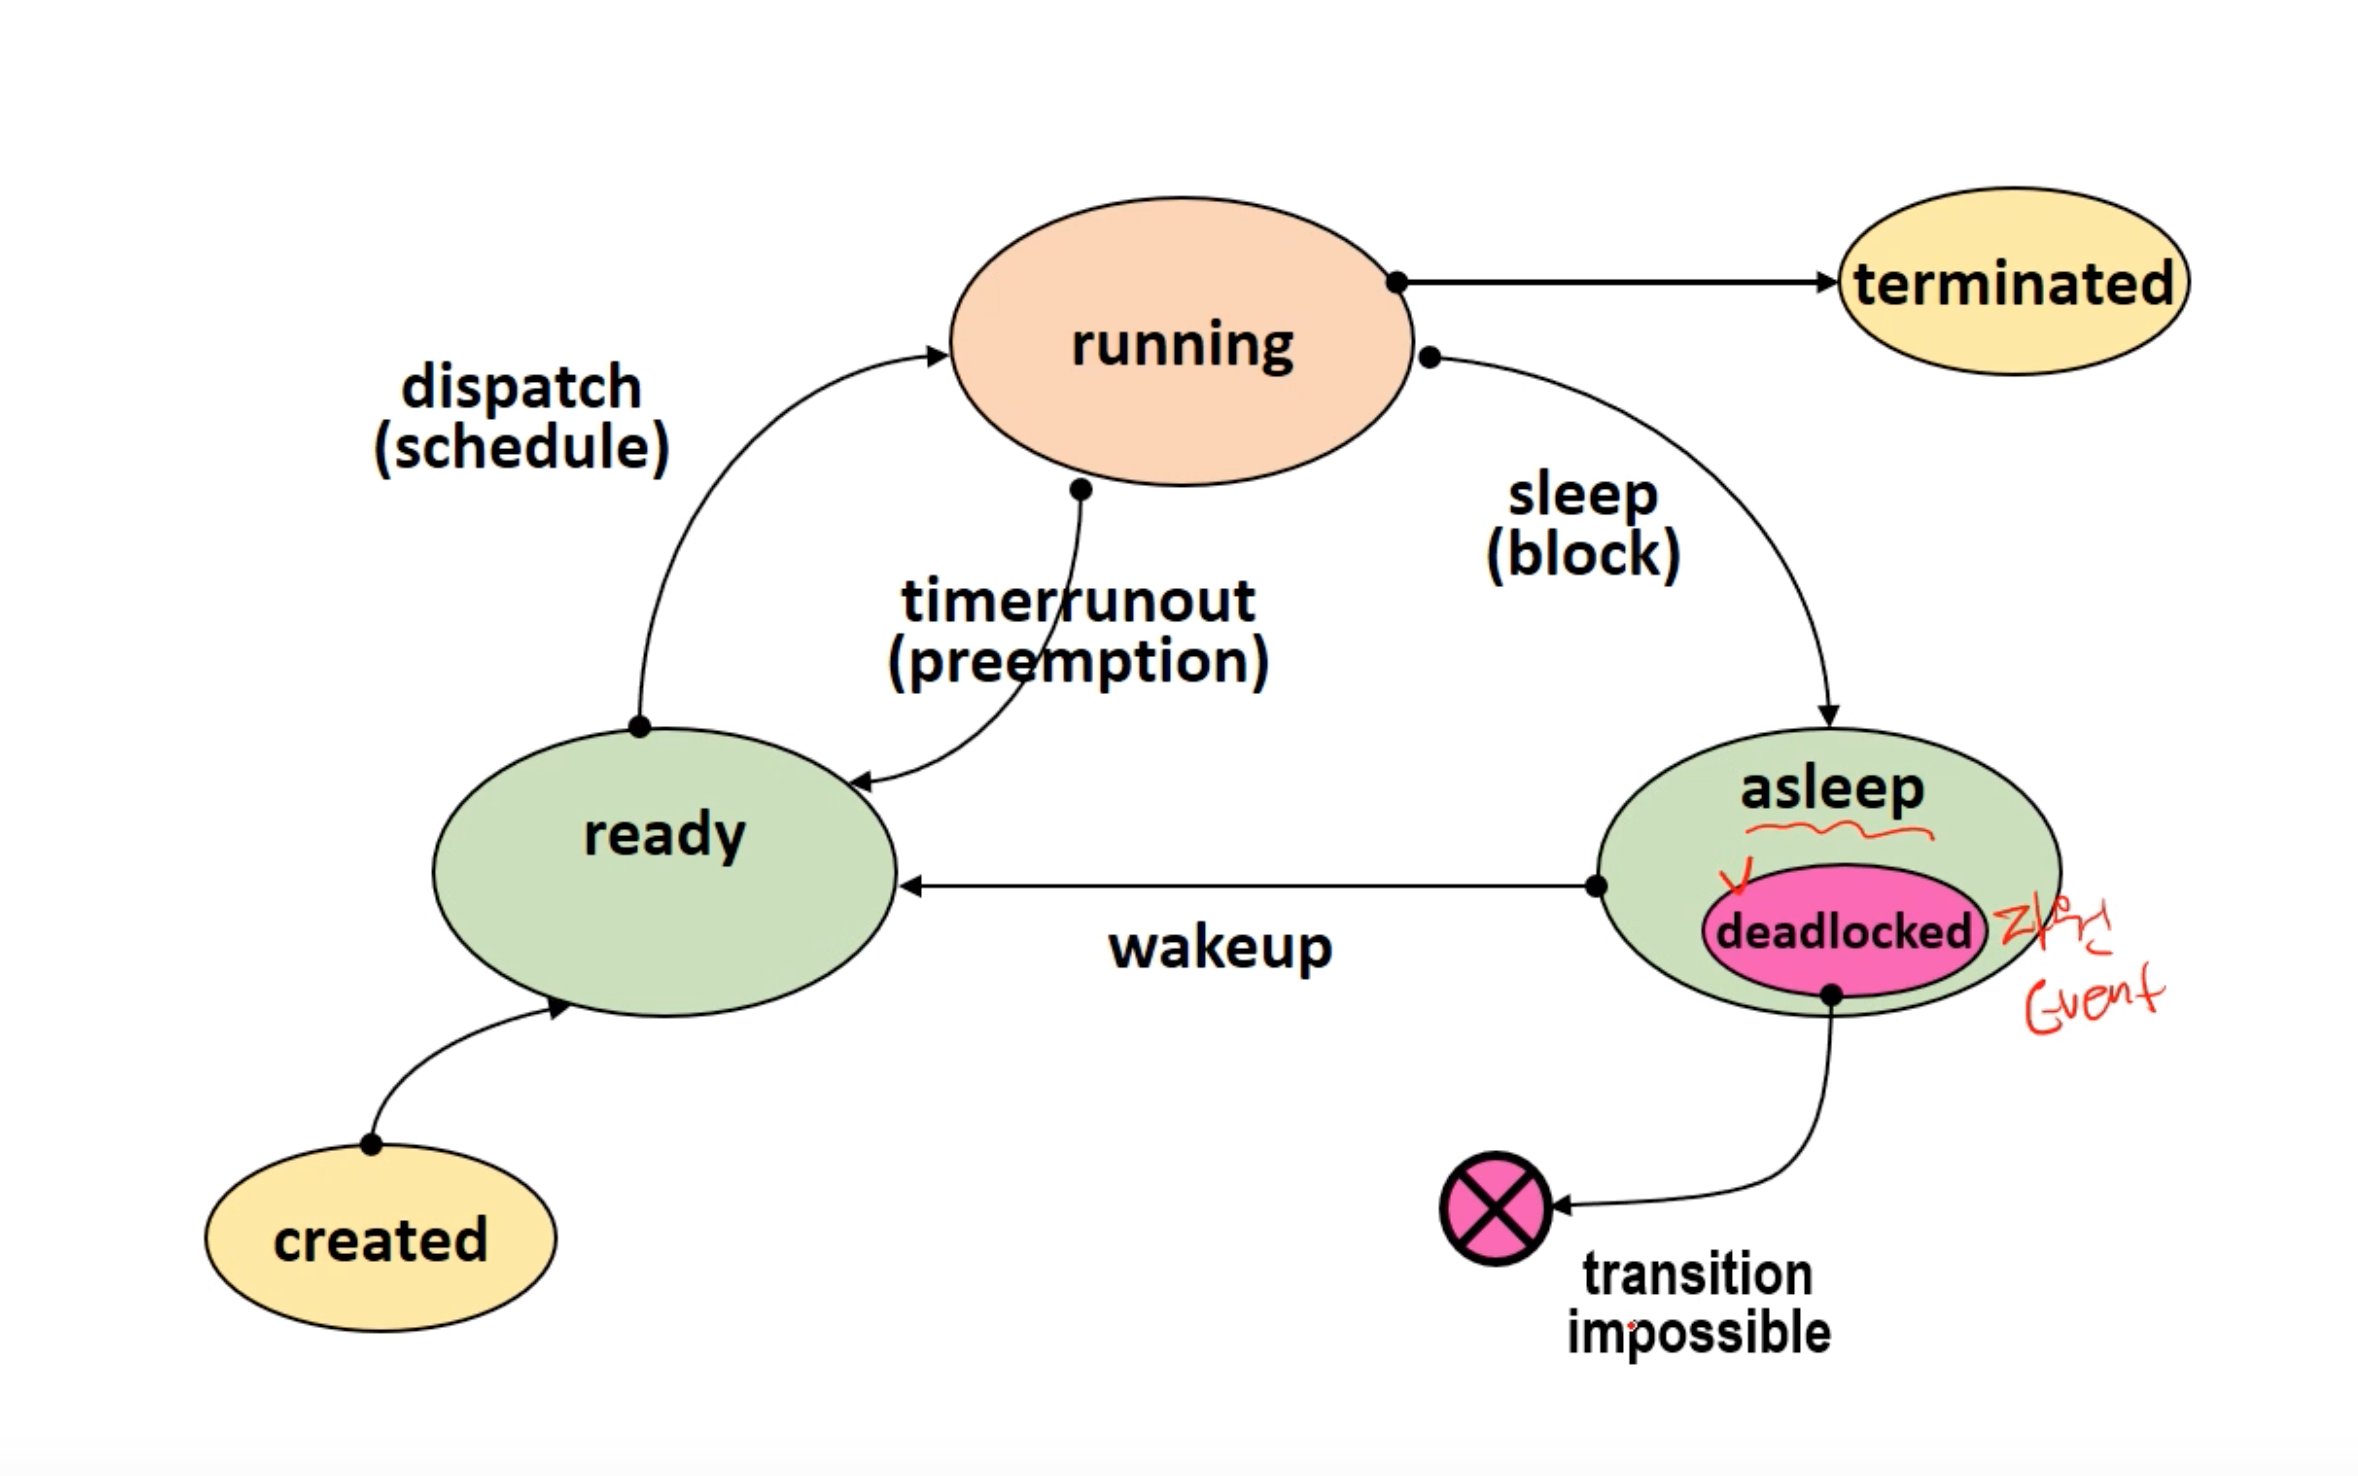 running
terminated
dispatch
(schedule)
sleep
(block)
timerrunout
(preemption)
ready
asleep
deadlocked
자원
Event
wakeup
created
transition
impossible